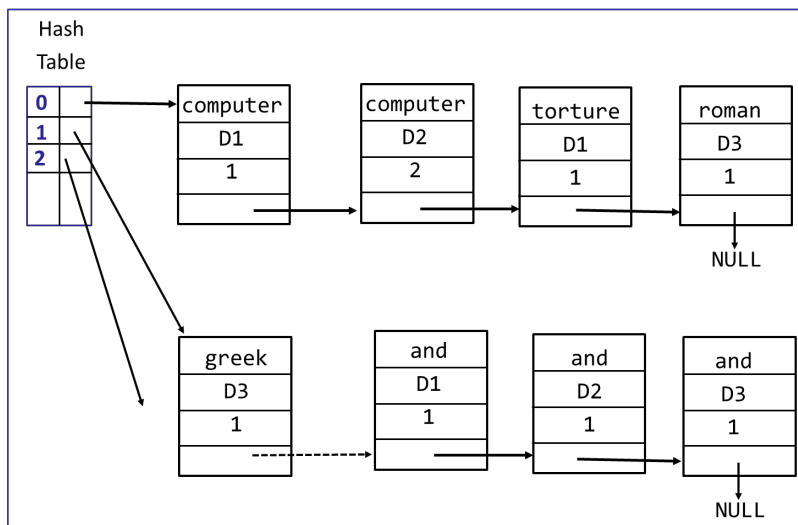 Hash
Table
0
1
2
computer
D1
1
computer
D2
2
torture
D1
1
roman
D3
1
NULL
greek
D3
1
and
D1
1
and
D2
1
and
D3
1
NULL